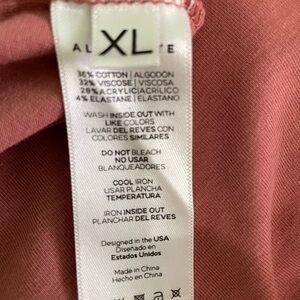 XL
36% COTTON | ALGODÓN
32% VISCOSE | VISCOSA
28% ACRYLIC | ACRÍLICO
4% ELASTANE | ELASTANO
WASH INSIDE OUT WITH
LIKE COLORS
LAVAR DEL REVES CON
COLORES SIMILARES
DO NOT BLEACH
NO USAR
BLANQUEADORES
COOL IRON
USAR PLANCHA
TEMPERATURA
IRON INSIDE OUT
PLANCHAR DEL REVES
Designed in the USA
Diseñado en
Estados Unidos
Made in China
Hecho en China